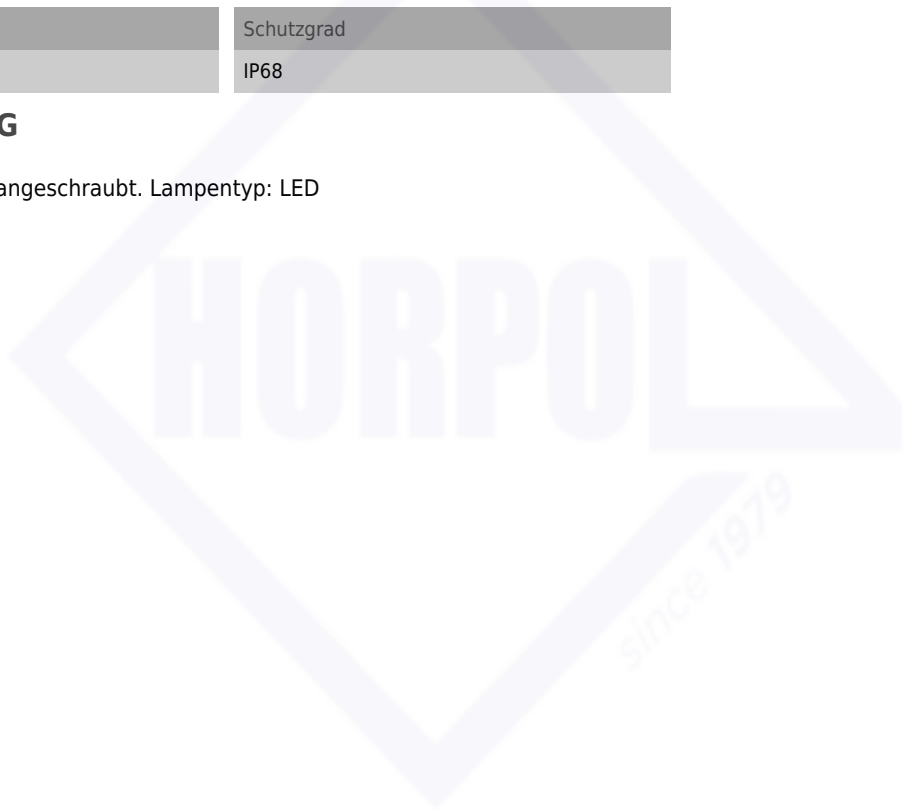 Schutzgrad
IP68
G
angeschraubt. Lampentyp: LED
HORPOL
since 1979